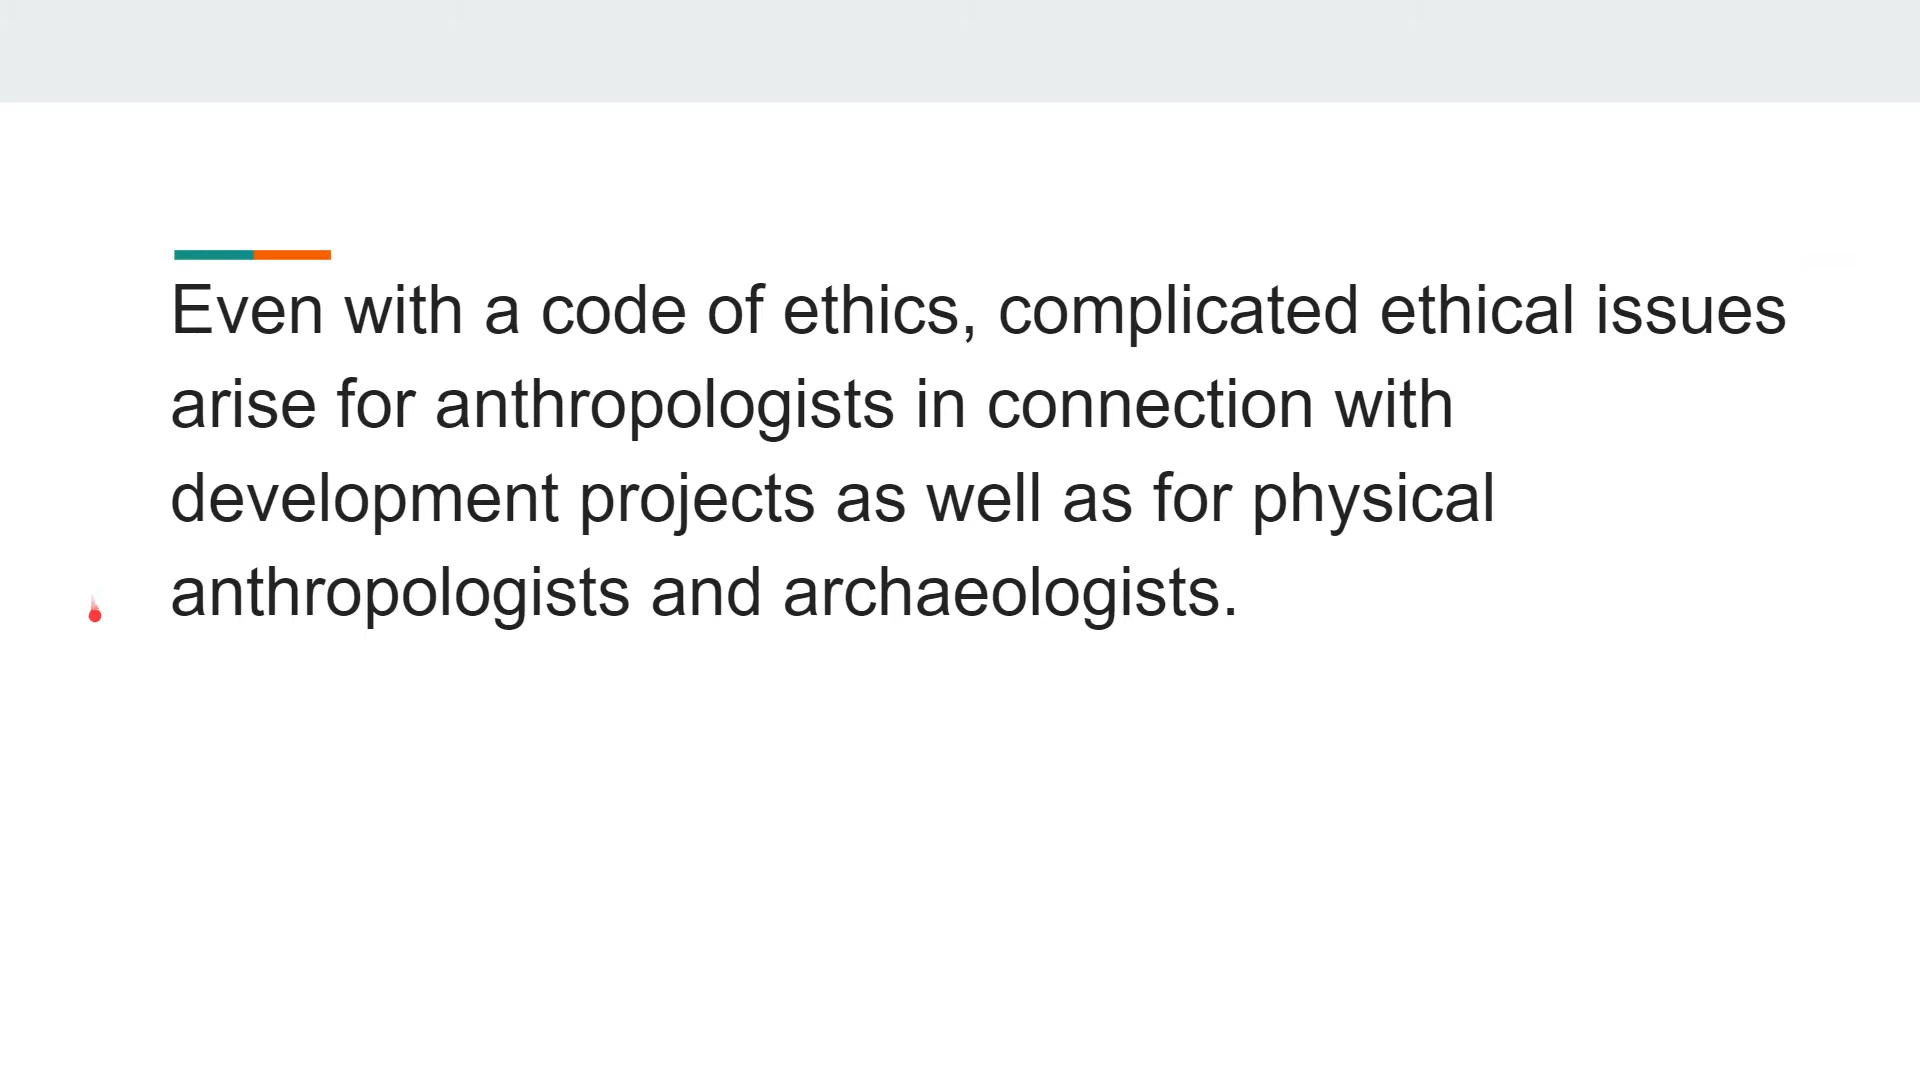 Even with a code of ethics, complicated ethical issues
arise for anthropologists in connection with
development projects as well as for physical
anthropologists and archaeologists.